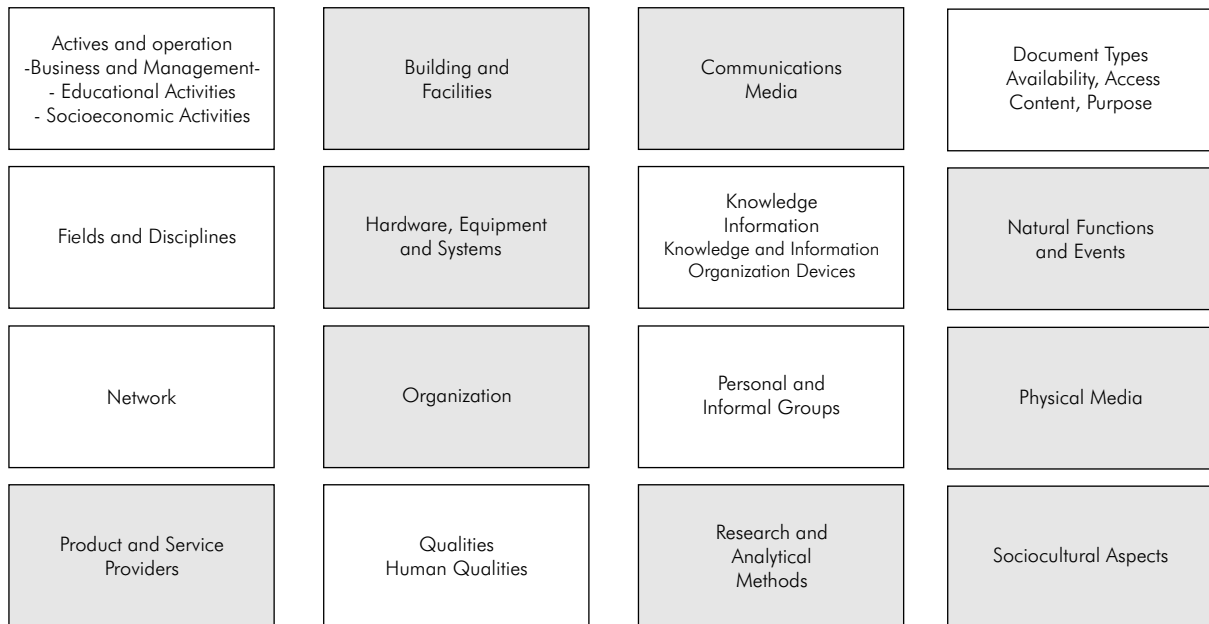 Actives and operation
-Business and Management-
- Educational Activities
- Socioeconomic Activities
Building and
Facilities
Communications
Media
Document Types
Availability, Access
Content, Purpose
Fields and Disciplines
Hardware, Equipment
and Systems
Knowledge
Information
Knowledge and Information
Organization Devices
Natural Functions
and Events
Network
Organization
Personal and
Informal Groups
Physical Media
Product and Service
Providers
Qualities
Human Qualities
Research and
Analytical
Methods
Sociocultural Aspects